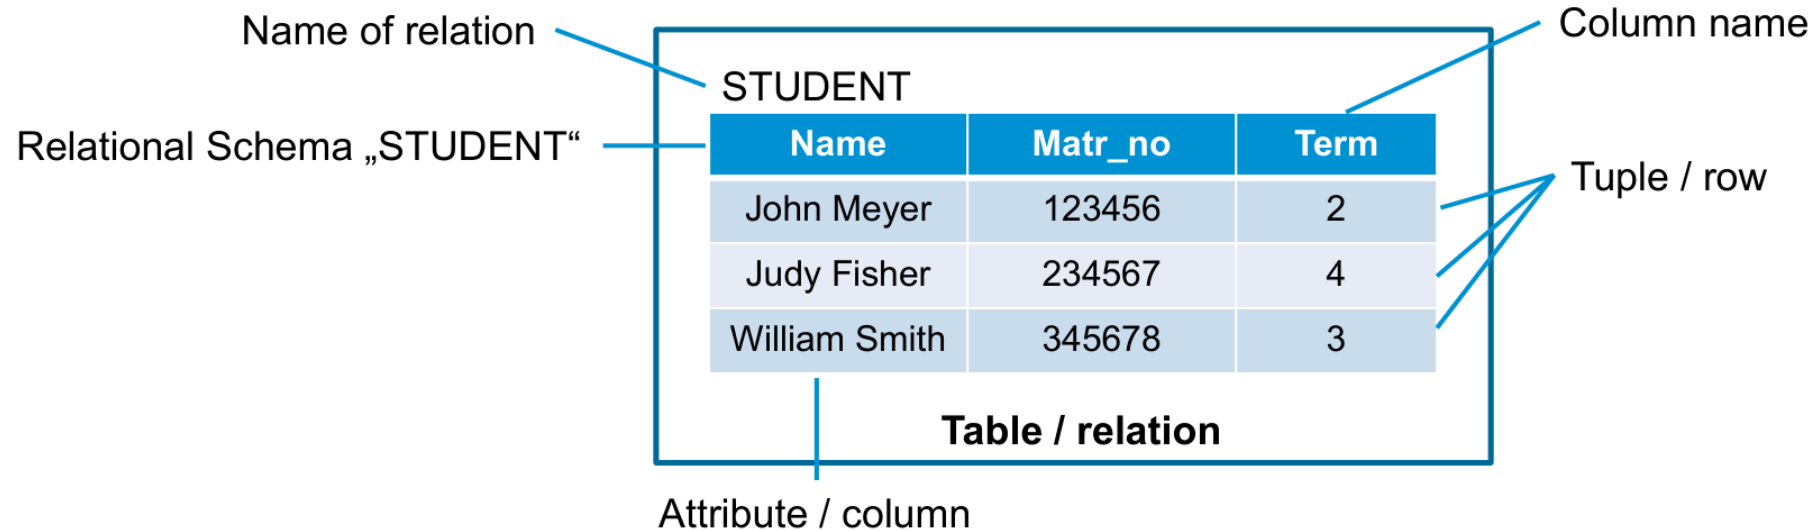 Name of relation
Column name
STUDENT
Relational Schema „STUDENT“
Name Matr_no Term
Tuple / row
John Meyer 123456 2
Judy Fisher 234567 4
William Smith 345678 3
Table / relation
Attribute / column